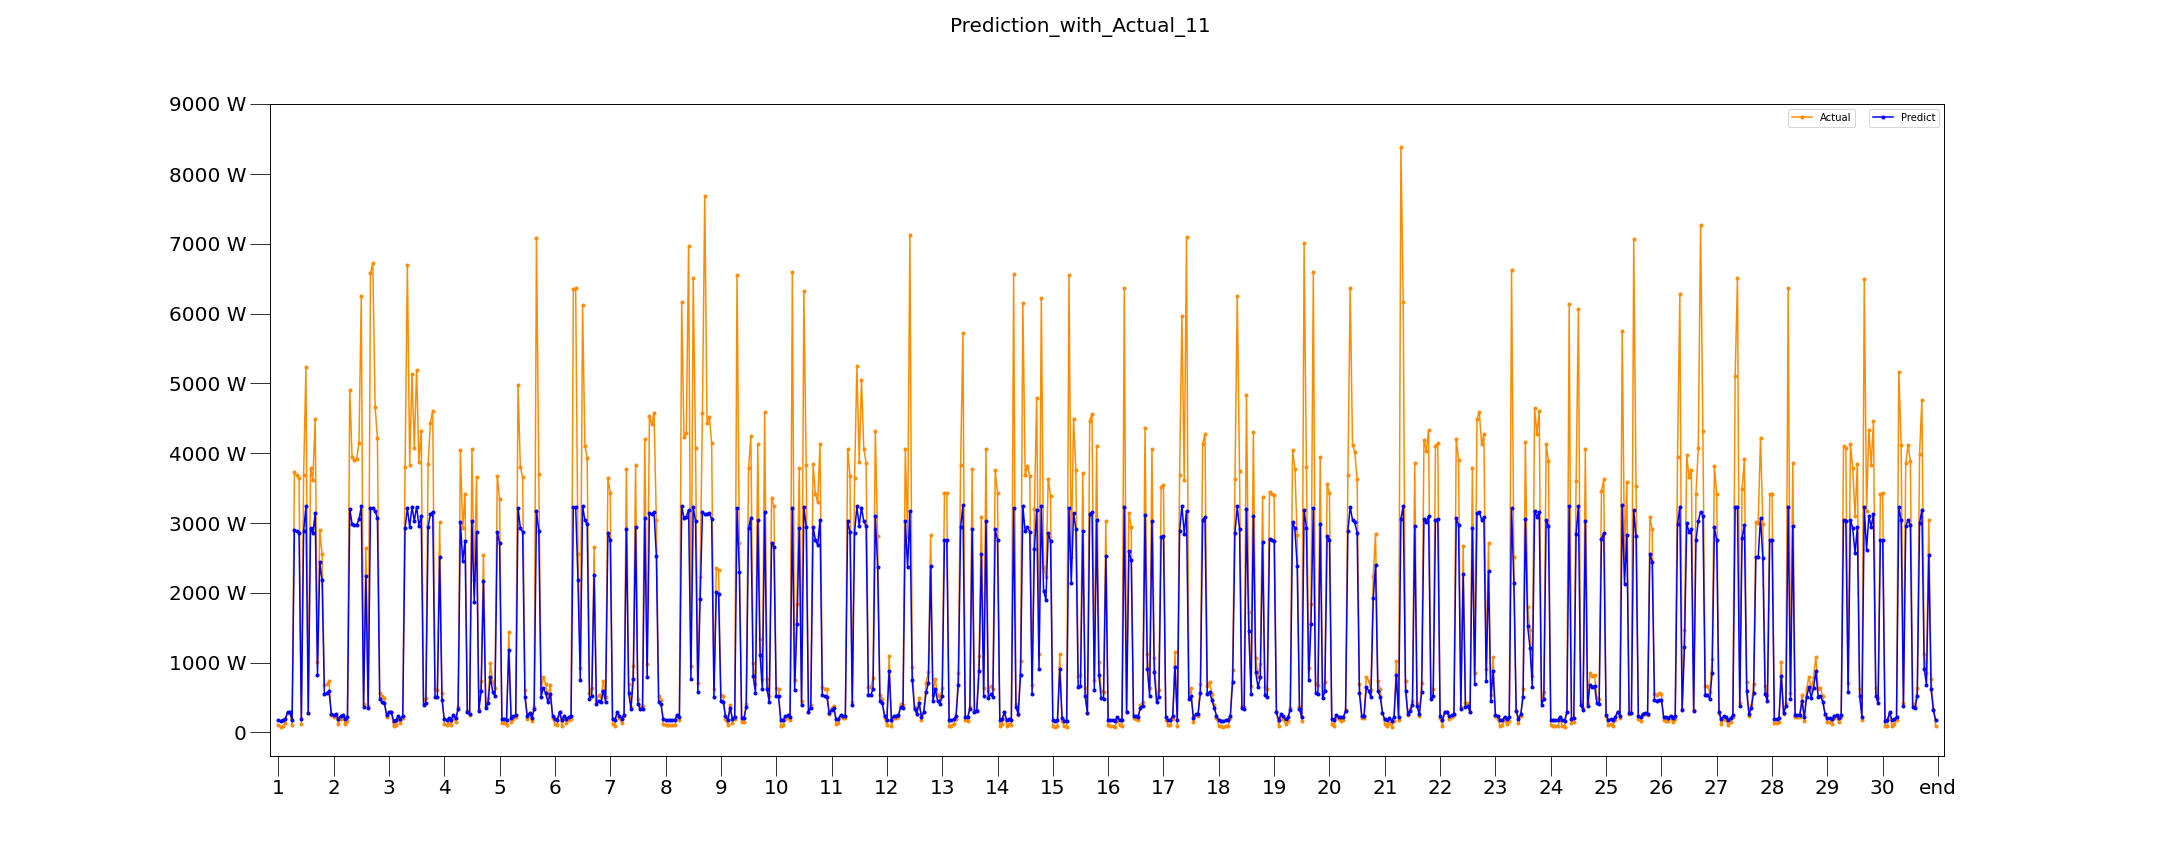 Prediction_with_Actual_11
Actual Predict
9000 W
8000 W
7000 W
6000 W
5000 W
4000 W
3000 W
2000 W
1000 W
0
1 2 3 4 5 6 7 8 9 10 11 12 13 14 15 16 17 18 19 20 21 22 23 24 25 26 27 28 29 30 end